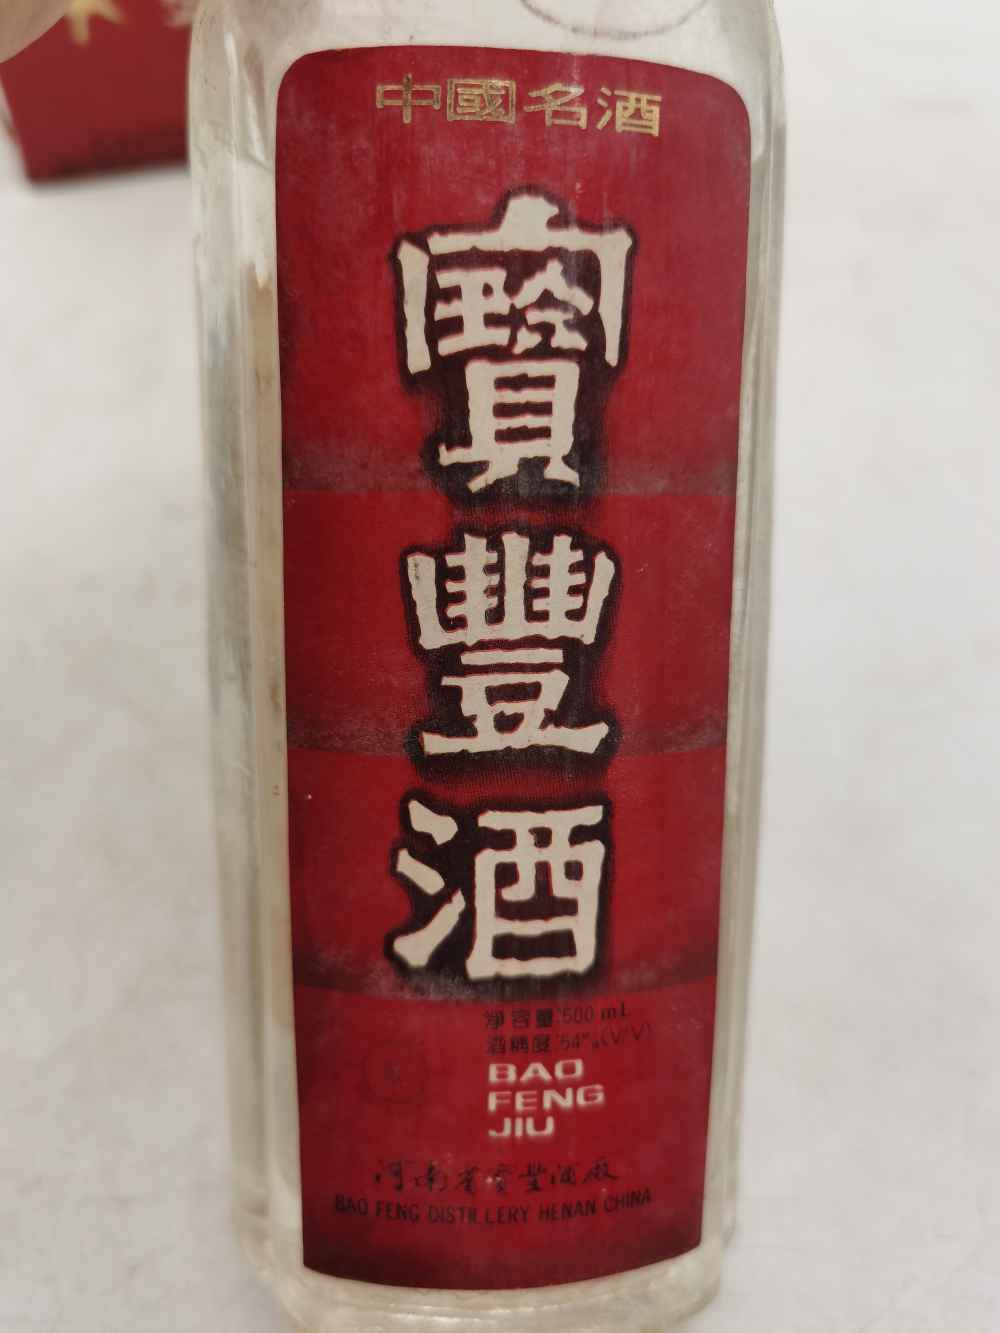 中國名酒
寶豐酒
淨容量:500 mL
酒精度:54%(V/V)
BAO
FENG
JIU
河南省寶豐酒廠
BAO FENG DISTILLERY HENAN CHINA